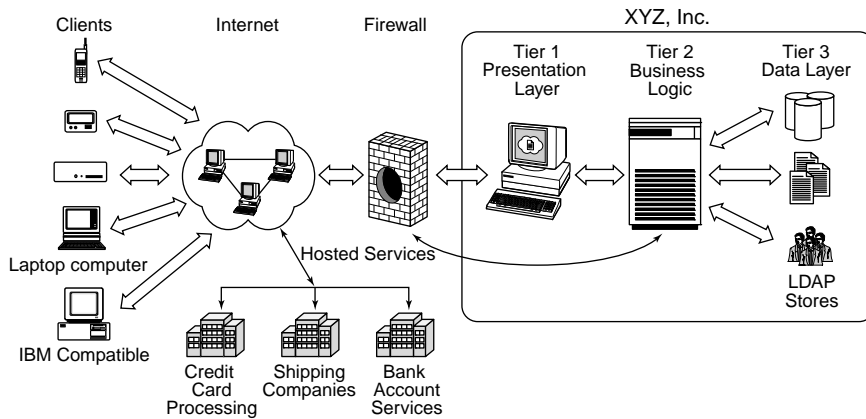 XYZ, Inc.
Clients
Internet
Firewall
Tier 1
Presentation
Layer
Tier 2
Business
Logic
Tier 3
Data Layer
Hosted Services
Laptop computer
LDAP
Stores
IBM Compatible
Credit
Card
Processing
Shipping
Companies
Bank
Account
Services